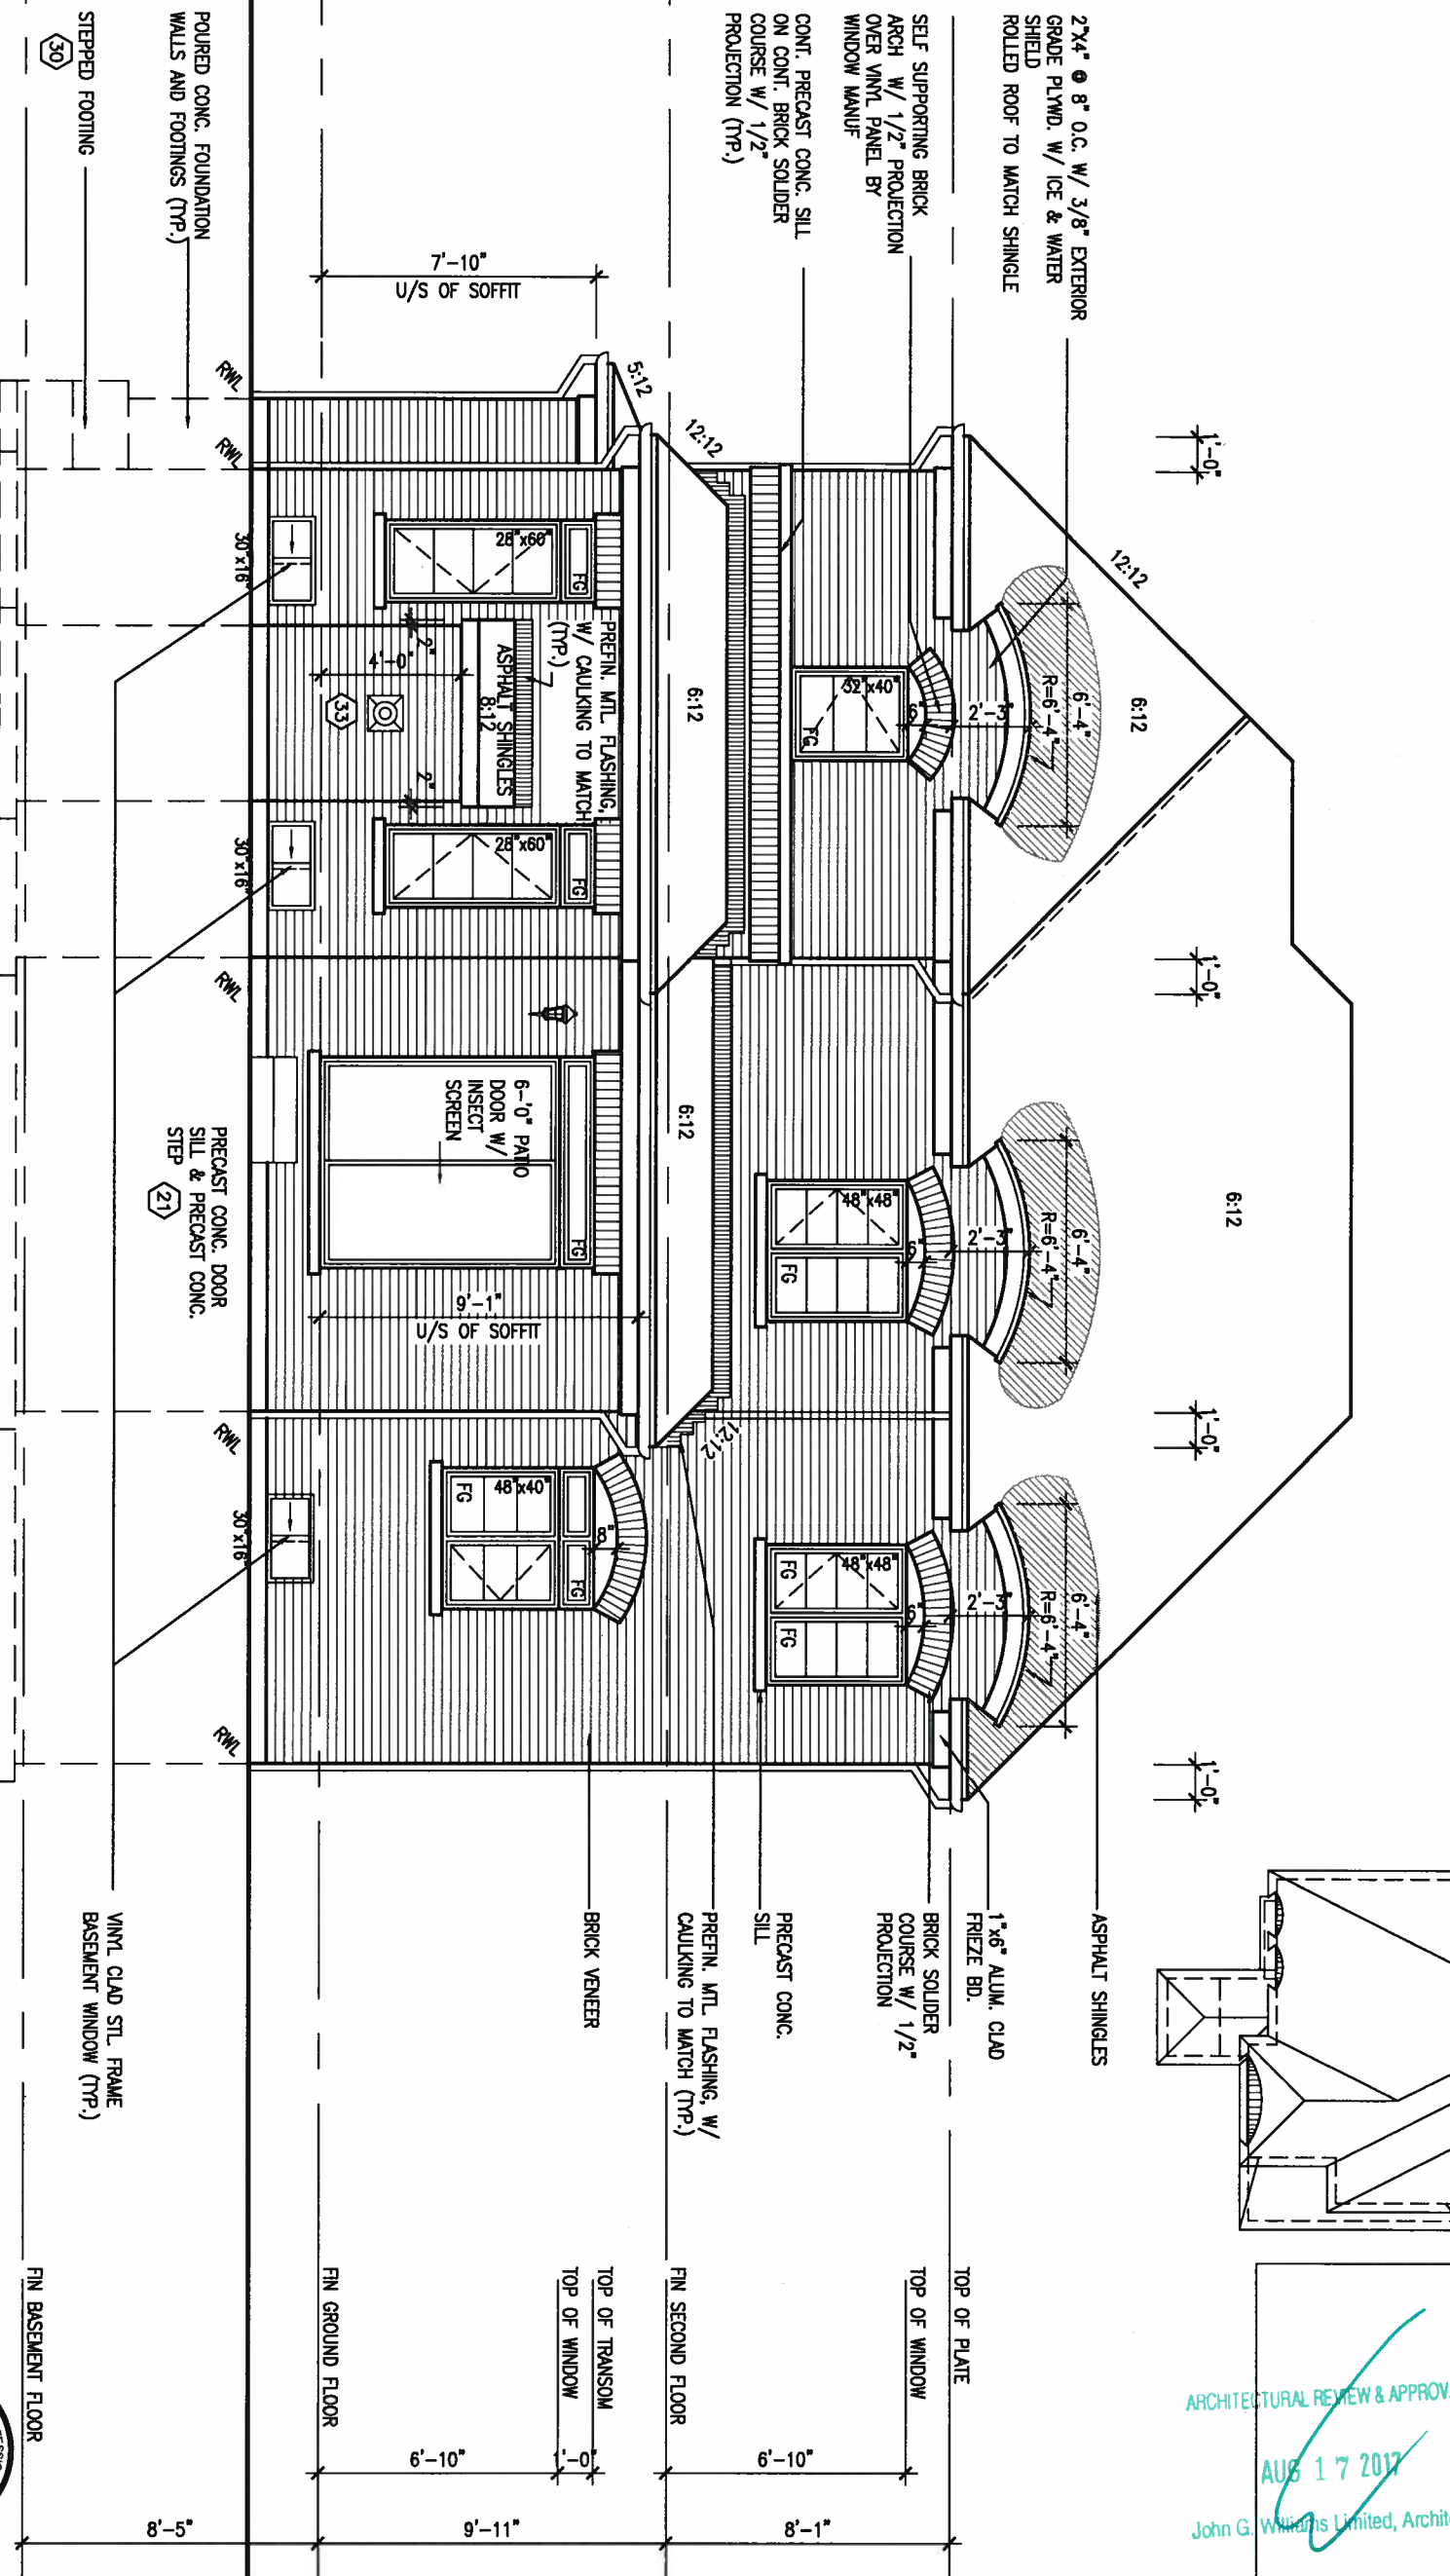 2"X4" @ 8" O.C. W/ 3/8" EXTERIOR
GRADE PLYWD. W/ ICE & WATER
SHIELD
ROLLED ROOF TO MATCH SHINGLE
SELF SUPPORTING BRICK
ARCH W/ 1/2" PROJECTION
OVER VINYL PANEL BY
WINDOW MANUF
CONT. PRECAST CONC. SILL
ON CONT. BRICK SOLIDER
COURSE W/ 1/2"
PROJECTION (TYP.)
7'-10"
U/S OF SOFFIT
POURED CONC. FOUNDATION
WALLS AND FOOTINGS (TYP.)
STEPPED FOOTING
30
1'-0"
1'-0"
1'-0"
1'-0"
12:12
6:12
6:12
6'-4"
R=6'-4"
2'-3"
6"
32"x40"
FG
6'-4"
R=6'-4"
2'-3"
6"
48"x48"
FG
6'-4"
R=6'-4"
2'-3"
6"
48"x48"
FG
FG
5:12
12:12
6:12
6:12
12:12
28"x60"
FG
PREFIN. MTL. FLASHING,
W/ CAULKING TO MATCH
(TYP.)
ASPHALT SHINGLES
8:12
2"
4'-0"
2"
33
28"x60"
FG
6-'0" PATIO
DOOR W/
INSECT
SCREEN
FG
9'-1"
U/S OF SOFFIT
48"x40"
FG
FG
8"
RWL
RWL
30"x16"
30"x16"
RWL
RWL
30"x16"
RWL
PRECAST CONC. DOOR
SILL & PRECAST CONC.
STEP
21
ASPHALT SHINGLES
1"x6" ALUM. CLAD
FRIEZE BD.
BRICK SOLIDER
COURSE W/ 1/2"
PROJECTION
PRECAST CONC.
SILL
PREFIN. MTL. FLASHING, W/
CAULKING TO MATCH (TYP.)
BRICK VENEER
VINYL CLAD STL. FRAME
BASEMENT WINDOW (TYP.)
TOP OF PLATE
TOP OF WINDOW
FIN SECOND FLOOR
TOP OF TRANSOM
TOP OF WINDOW
FIN GROUND FLOOR
FIN BASEMENT FLOOR
6'-10"
1'-0"
6'-10"
8'-1"
9'-11"
8'-5"
ARCHITECTURAL REVIEW & APPROV
AUG 17 2017
John G. Williams Limited, Archite